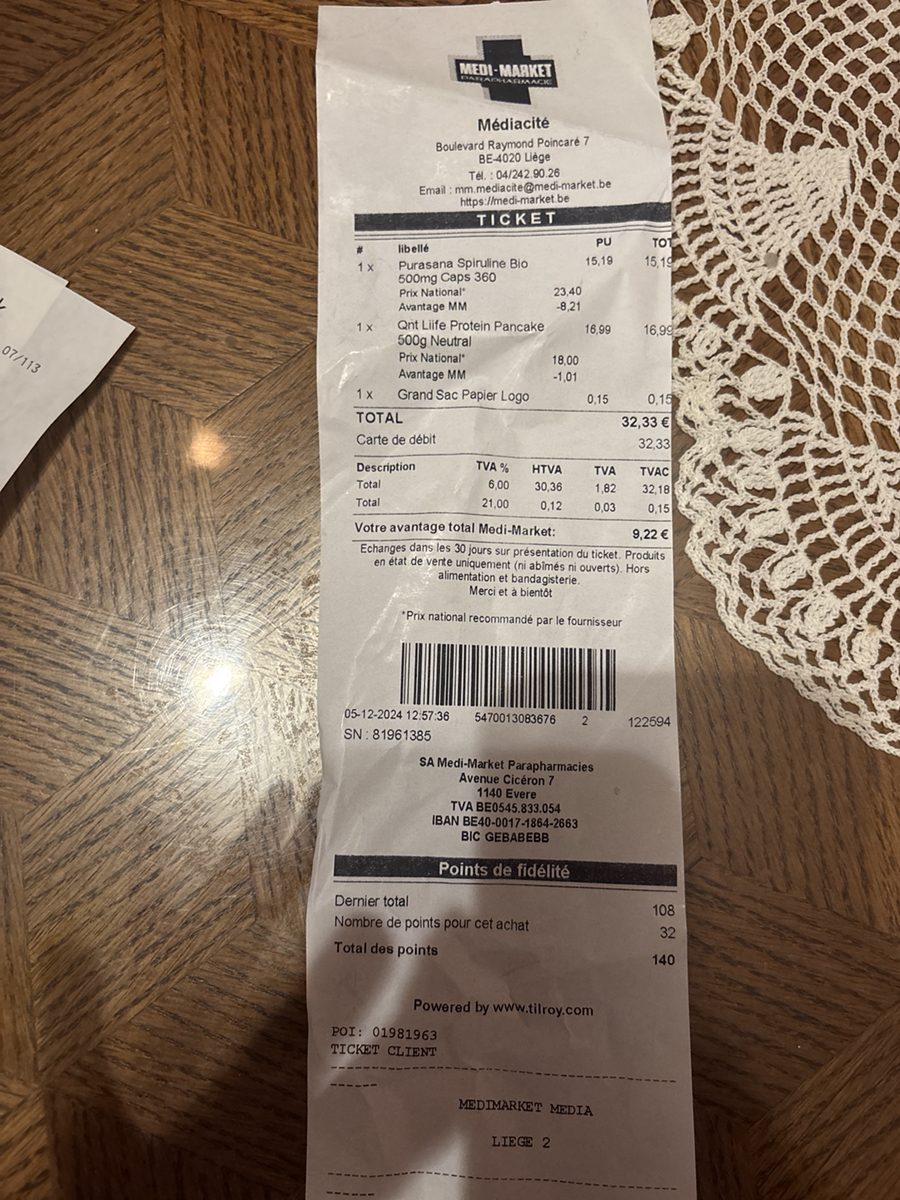 MEDI-MARKET
PARAPHARMACIE
Médiacité
Boulevard Raymond Poincaré 7
BE-4020 Liège
Tél. : 04/242.90.26
Email : mm.mediacite@medi-market.be
https://medi-market.be
TICKET
# libellé PU TOT
1 x Purasana Spiruline Bio 15,19 15,19
500mg Caps 360
Prix National* 23,40
Avantage MM -8,21
1 x Qnt Liife Protein Pancake 16,99 16,99
500g Neutral
Prix National* 18,00
Avantage MM -1,01
1 x Grand Sac Papier Logo 0,15 0,15
TOTAL 32,33 €
Carte de débit 32,33
Description TVA % HTVA TVA TVAC
Total 6,00 30,36 1,82 32,18
Total 21,00 0,12 0,03 0,15
Votre avantage total Medi-Market: 9,22 €
Echanges dans les 30 jours sur présentation du ticket. Produits
en état de vente uniquement (ni abîmés ni ouverts). Hors
alimentation et bandagisterie.
Merci et à bientôt
*Prix national recommandé par le fournisseur
05-12-2024 12:57:36 5470013083676 2 122594
SN : 81961385
SA Medi-Market Parapharmacies
Avenue Cicéron 7
1140 Evere
TVA BE0545.833.054
IBAN BE40-0017-1864-2663
BIC GEBABEBB
Points de fidélité
Dernier total 108
Nombre de points pour cet achat 32
Total des points 140
Powered by www.tilroy.com
POI: 01981963
TICKET CLIENT
MEDIMARKET MEDIA
LIEGE 2
07/113